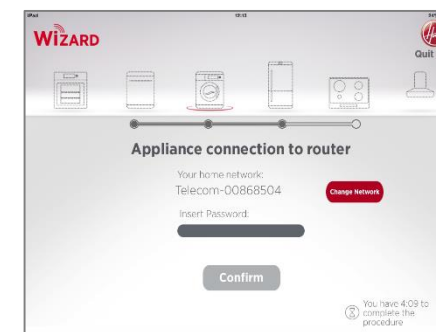 iPad
WIZARD
Quit
Appliance connection to router
Your home network:
Telecom-00868504
Change Network
Insert Password:
Confirm
You have 4:09 to
complete the
procedure